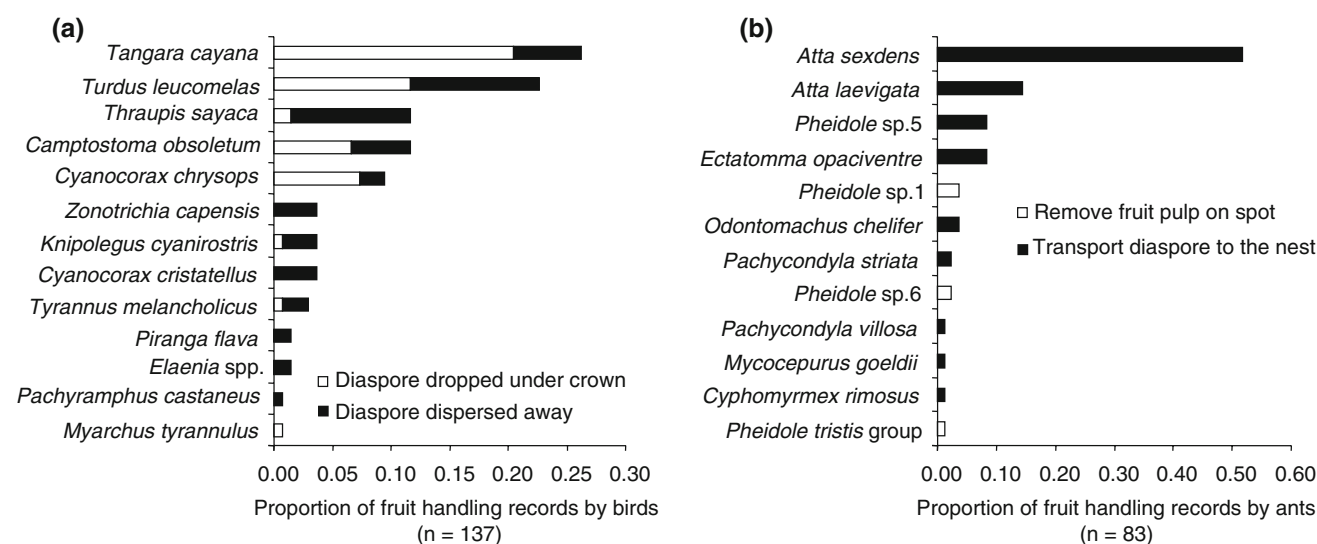 (a)
Tangara cayana
Turdus leucomelas
Thraupis sayaca
Camptostoma obsoletum
Cyanocorax chrysops
Zonotrichia capensis
Knipolegus cyanirostris
Cyanocorax cristatellus
Tyrannus melancholicus
Piranga flava
Elaenia spp.
Pachyramphus castaneus
Myarchus tyrannulus
Diaspore dropped under crown
Diaspore dispersed away
0.00 0.05 0.10 0.15 0.20 0.25 0.30
Proportion of fruit handling records by birds
(n = 137)
(b)
Atta sexdens
Atta laevigata
Pheidole sp.5
Ectatomma opaciventre
Pheidole sp.1
Odontomachus chelifer
Pachycondyla striata
Pheidole sp.6
Pachycondyla villosa
Mycocepurus goeldii
Cyphomyrmex rimosus
Pheidole tristis group
Remove fruit pulp on spot
Transport diaspore to the nest
0.00 0.10 0.20 0.30 0.40 0.50 0.60
Proportion of fruit handling records by ants
(n = 83)